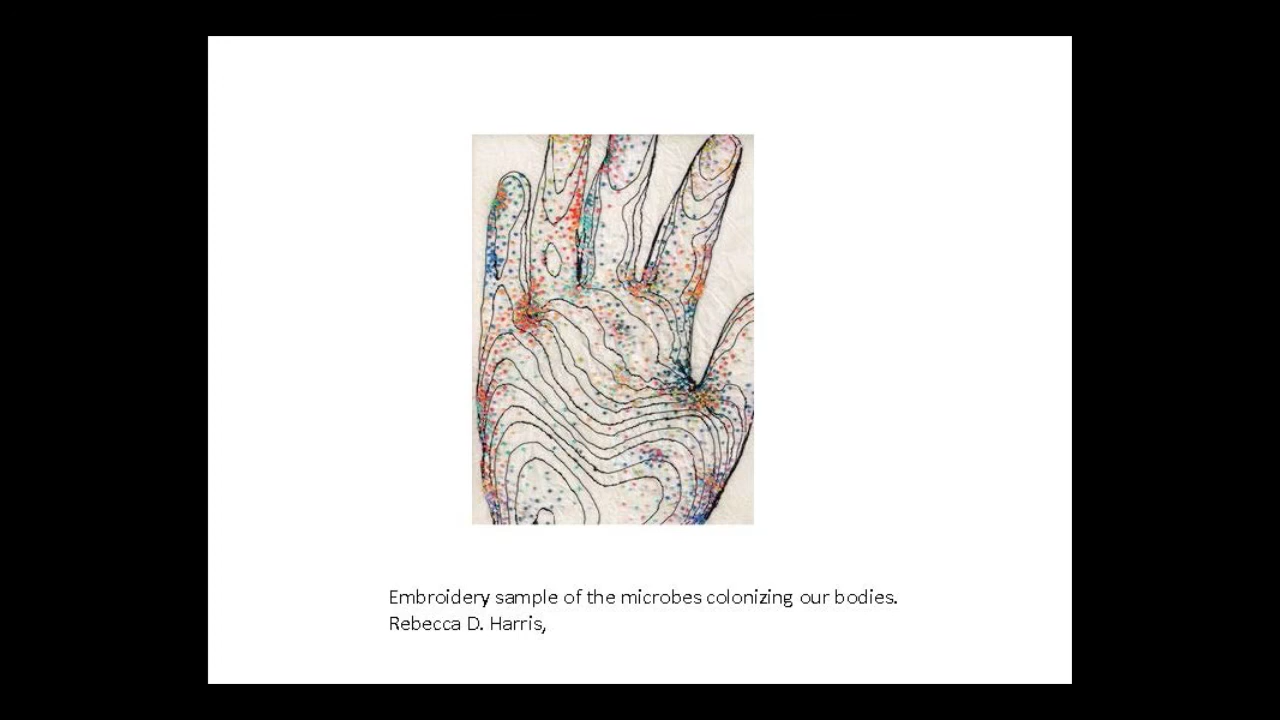 Embroidery sample of the microbes colonizing our bodies.
Rebecca D. Harris,